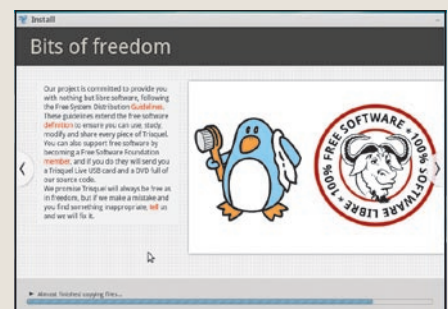 Install
Bits of freedom
Our project is committed to provide you
with nothing but libre software, following
the Free System Distribution Guidelines.
These guidelines extend the free software
definition to ensure you can use, study,
modify and share every piece of Trisquel.
You can also support free software by
becoming a Free Software Foundation
member, and if you do they will send you
a Trisquel Live USB card and a DVD full of
our source code.
We promise Trisquel will always be free as
in freedom, but if we make a mistake and
you find something inappropriate, tell us
and we will fix it.
100% FREE SOFTWARE • 100% SOFTWARE LIBRE •
Almost finished copying files...